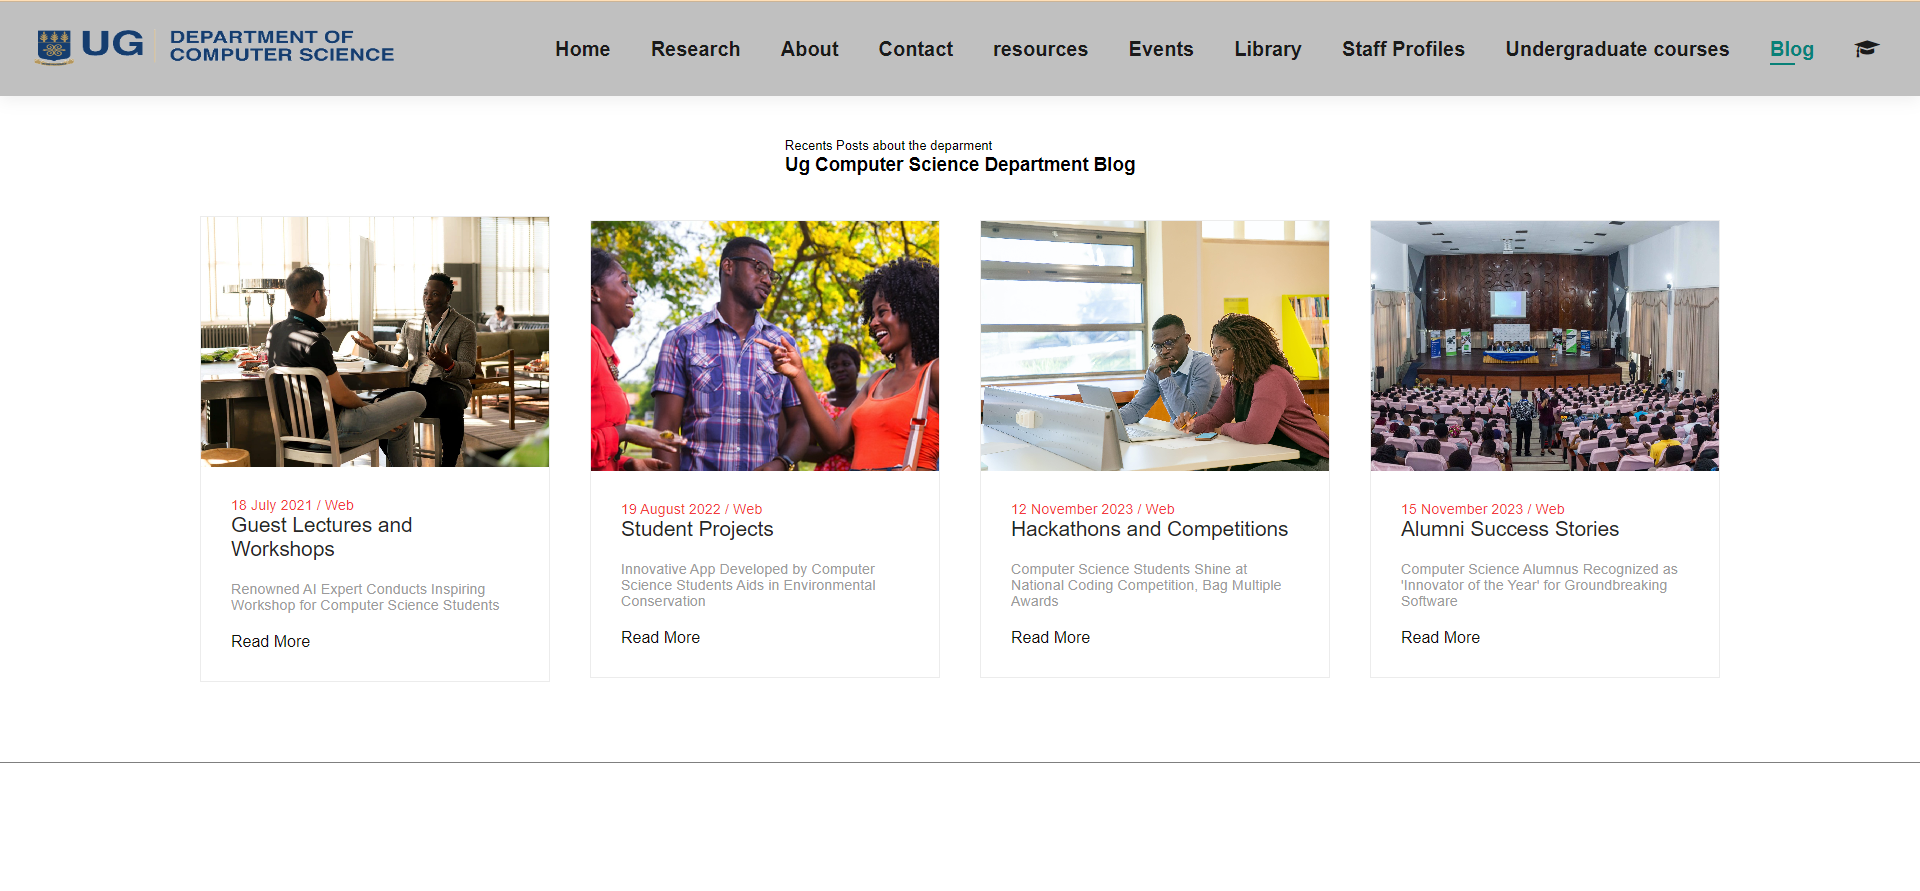 UG
DEPARTMENT OF
COMPUTER SCIENCE
Home Research About Contact resources Events Library Staff Profiles Undergraduate courses Blog
Recents Posts about the deparment
Ug Computer Science Department Blog
18 July 2021 / Web
Guest Lectures and
Workshops
Renowned AI Expert Conducts Inspiring
Workshop for Computer Science Students
Read More
19 August 2022 / Web
Student Projects
Innovative App Developed by Computer
Science Students Aids in Environmental
Conservation
Read More
12 November 2023 / Web
Hackathons and Competitions
Computer Science Students Shine at
National Coding Competition, Bag Multiple
Awards
Read More
15 November 2023 / Web
Alumni Success Stories
Computer Science Alumnus Recognized as
'Innovator of the Year' for Groundbreaking
Software
Read More